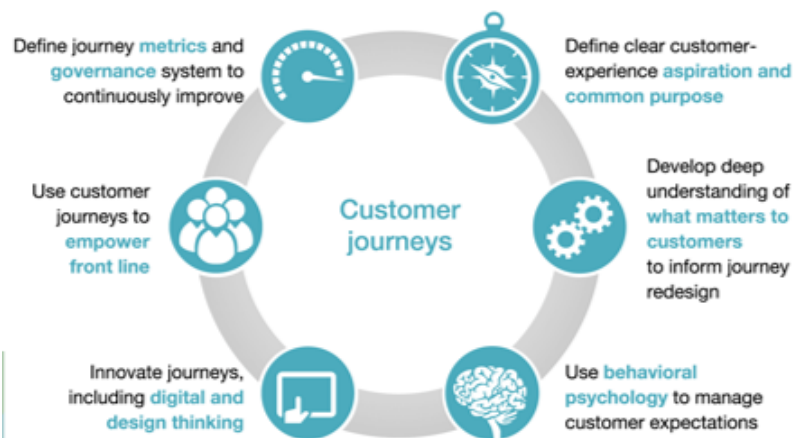 Customer
journeys
Define clear customer-
experience aspiration and
common purpose
Develop deep
understanding of
what matters to
customers
to inform journey
redesign
Use behavioral
psychology to manage
customer expectations
Innovate journeys,
including digital and
design thinking
Use customer
journeys to
empower
front line
Define journey metrics and
governance system to
continuously improve